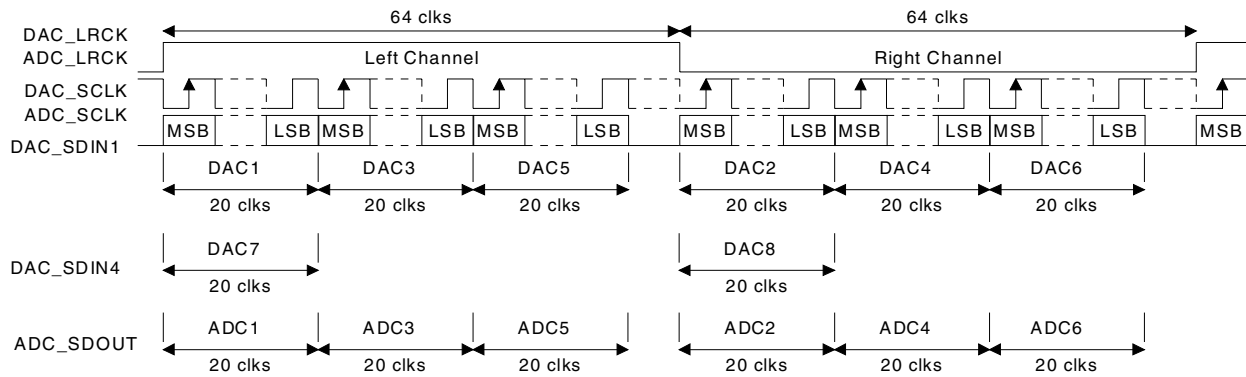 64 clks 64 clks
DAC_LRCK
ADC_LRCK
Left Channel Right Channel
DAC_SCLK
ADC_SCLK
MSB LSB MSB LSB MSB LSB MSB LSB MSB LSB MSB LSB MSB
DAC_SDIN1
DAC1 DAC3 DAC5 DAC2 DAC4 DAC6
20 clks 20 clks 20 clks 20 clks 20 clks 20 clks
DAC7 DAC8
DAC_SDIN4
20 clks 20 clks
ADC1 ADC3 ADC5 ADC2 ADC4 ADC6
ADC_SDOUT
20 clks 20 clks 20 clks 20 clks 20 clks 20 clks